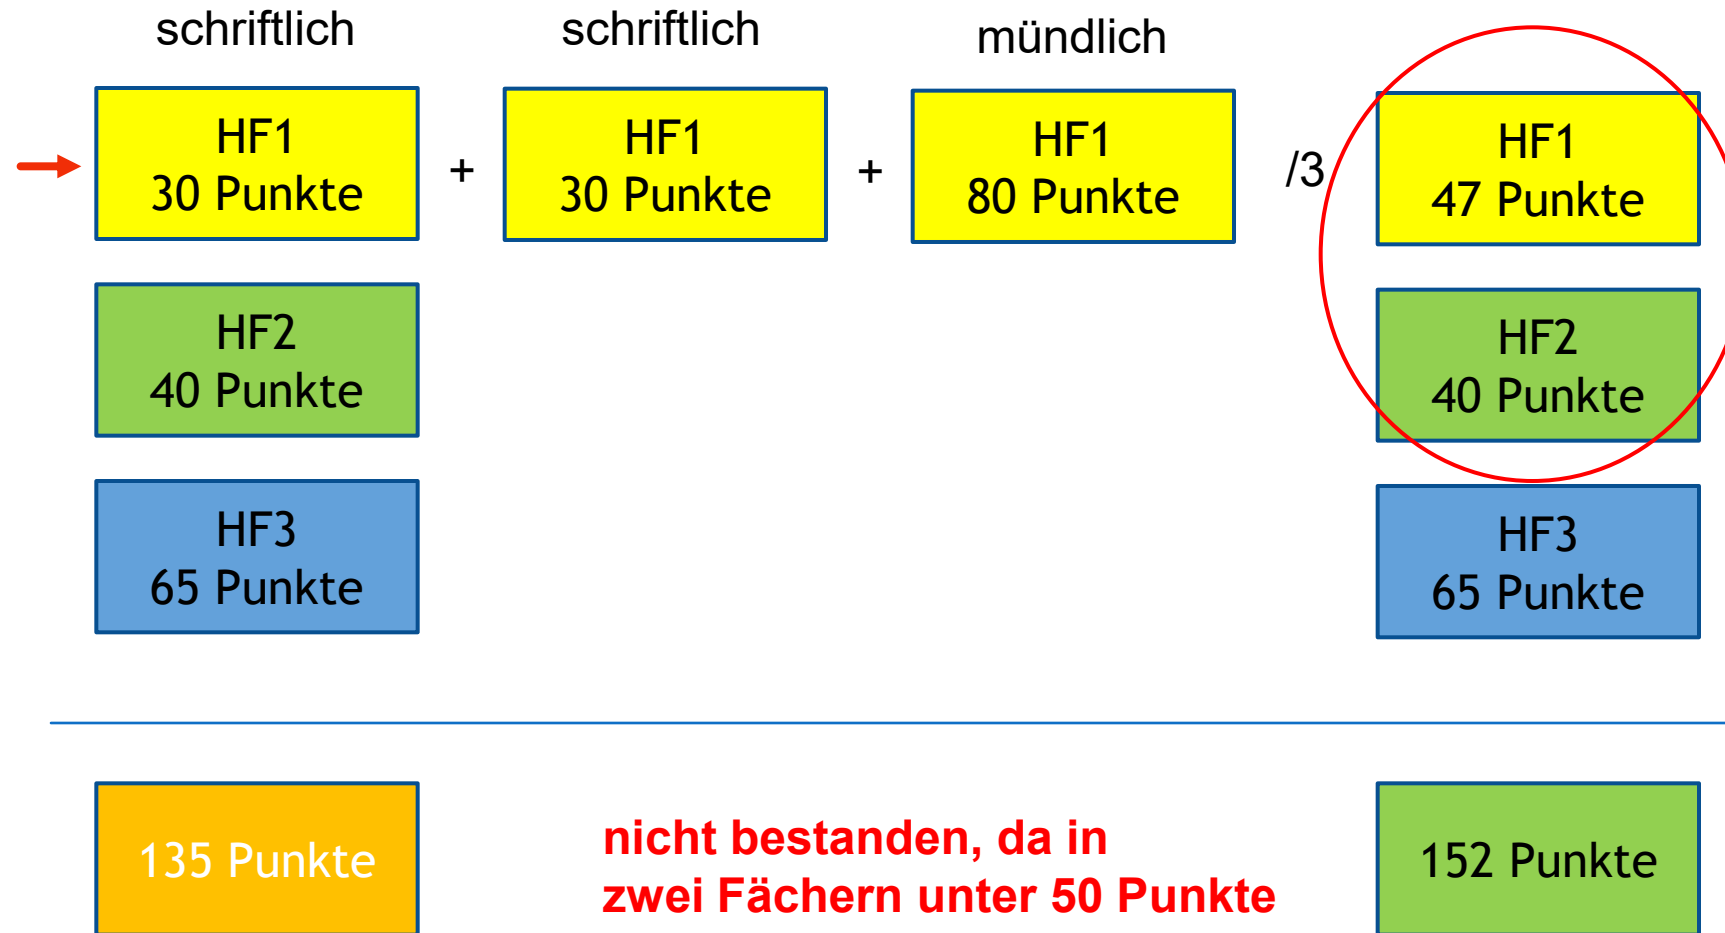 schriftlich
schriftlich
mündlich
HF1
30 Punkte
+
HF1
30 Punkte
+
HF1
80 Punkte
/3
HF1
47 Punkte
HF2
40 Punkte
HF2
40 Punkte
HF3
65 Punkte
HF3
65 Punkte
135 Punkte
nicht bestanden, da in
zwei Fächern unter 50 Punkte
152 Punkte